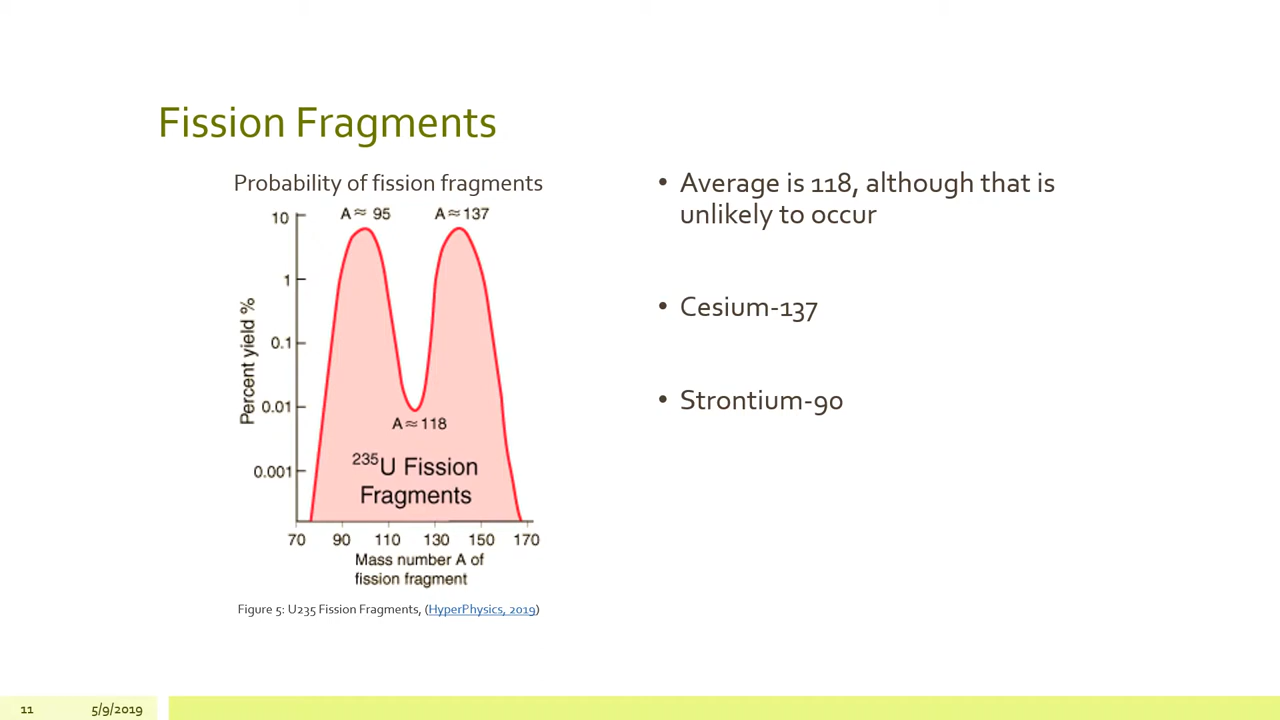 Fission Fragments
Probability of fission fragments
A≈95
A≈137
10
1
0.1
0.01
0.001
Percent yield %
A≈118
235U Fission
Fragments
70 90 110 130 150 170
Mass number A of
fission fragment
Figure 5: U235 Fission Fragments, (HyperPhysics, 2019)
• Average is 118, although that is
unlikely to occur
• Cesium-137
• Strontium-90
11 5/9/2019